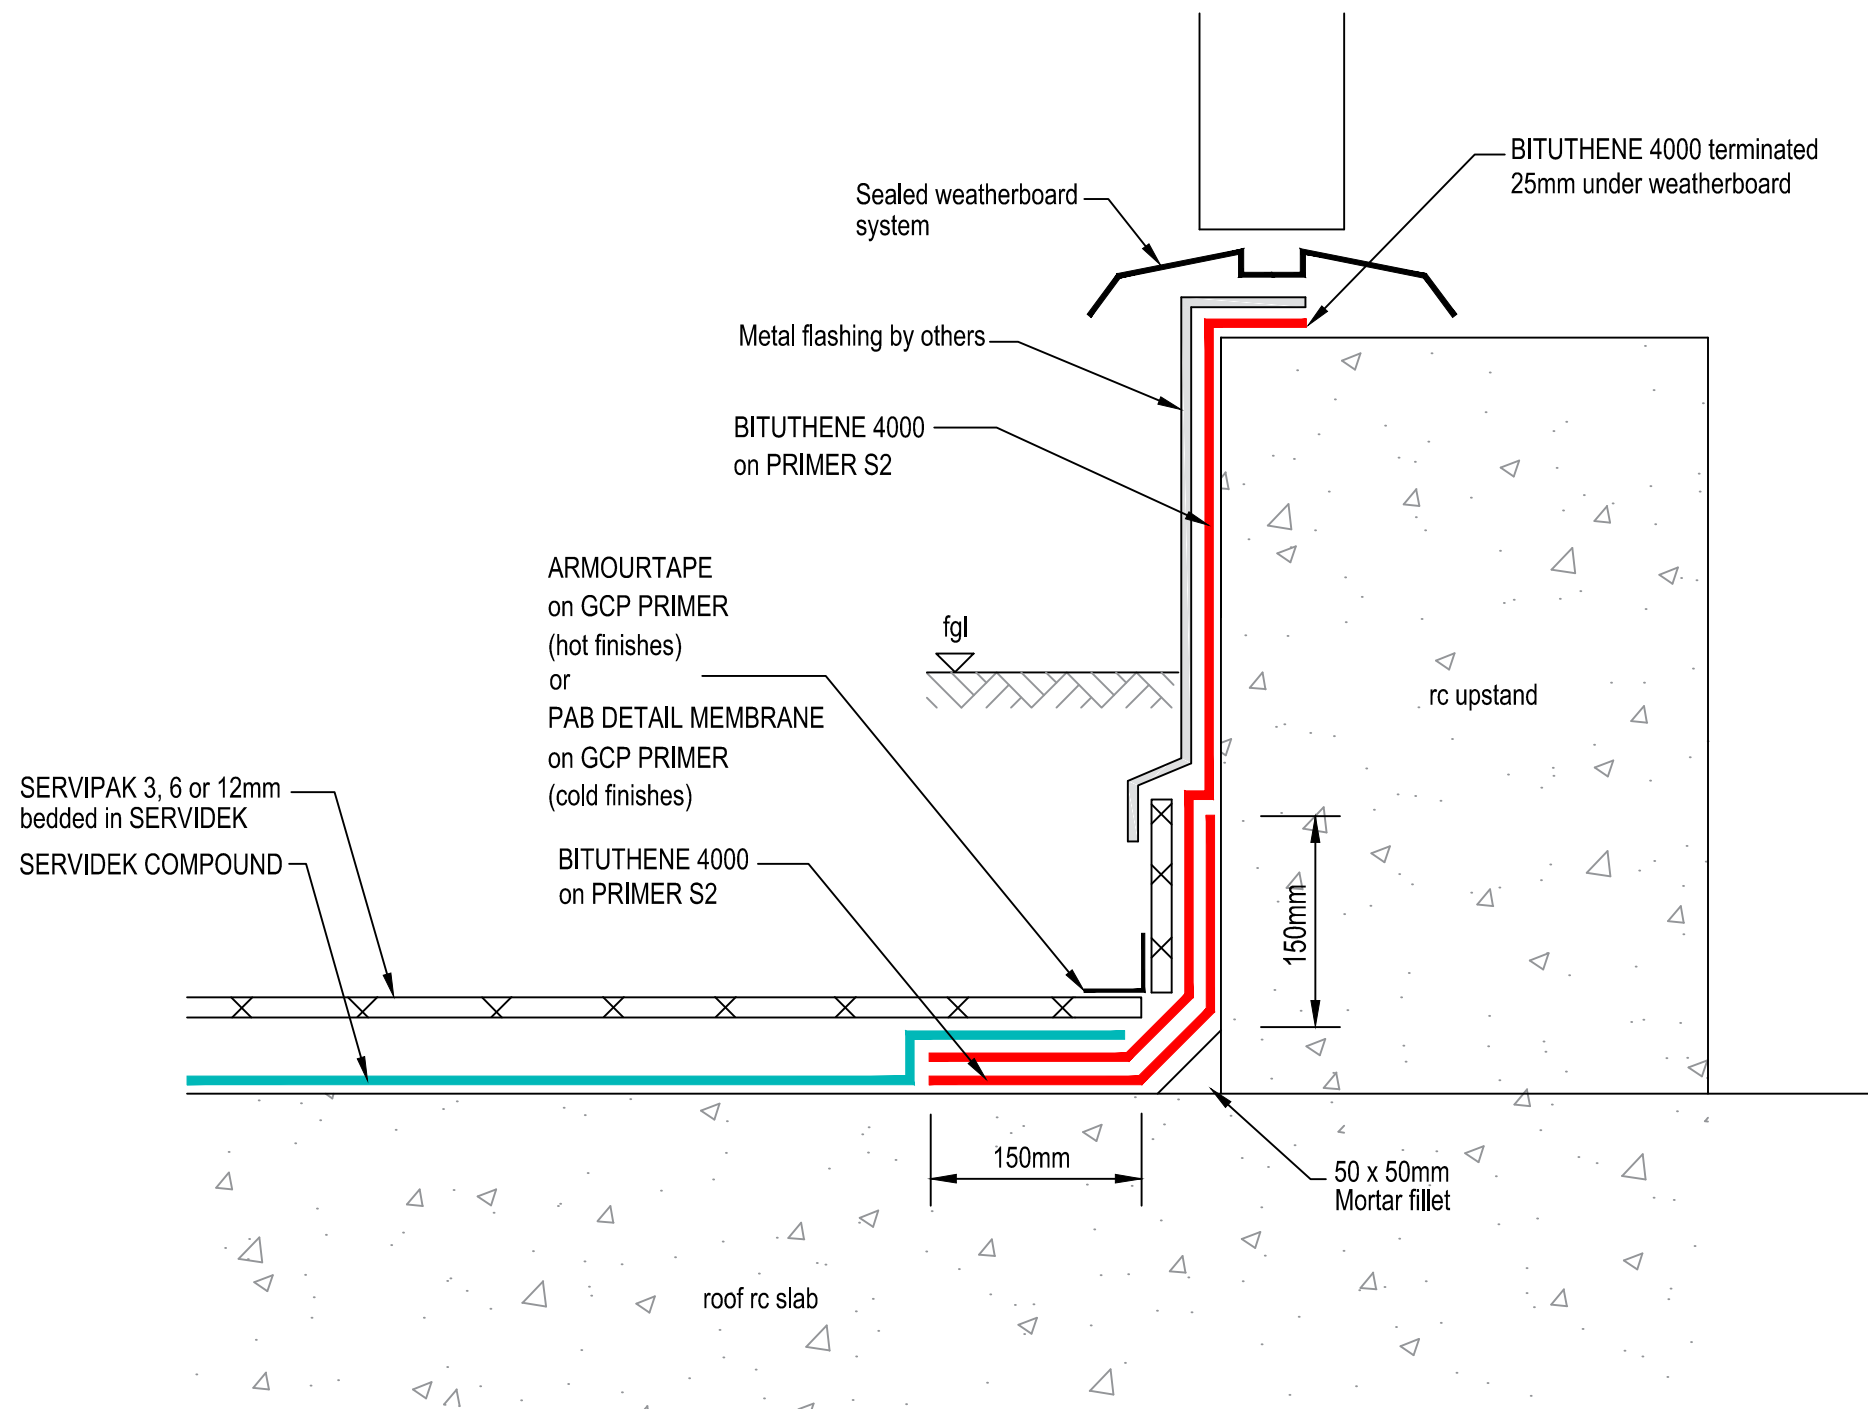 BITUTHENE 4000 terminated
25mm under weatherboard
Sealed weatherboard
system
Metal flashing by others
BITUTHENE 4000
on PRIMER S2
ARMOURTAPE
on GCP PRIMER
(hot finishes)
or
PAB DETAIL MEMBRANE
on GCP PRIMER
(cold finishes)
fgl
rc upstand
SERVIPAK 3, 6 or 12mm
bedded in SERVIDEK
SERVIDEK COMPOUND
BITUTHENE 4000
on PRIMER S2
150mm
150mm
50 x 50mm
Mortar fillet
roof rc slab